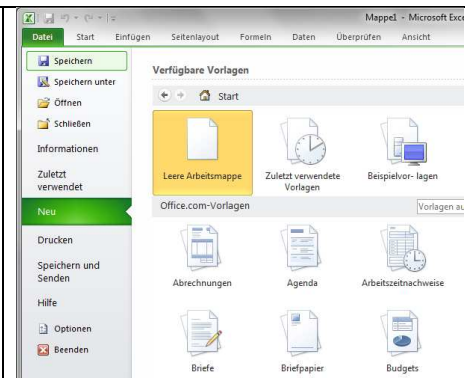 Mappe1 - Microsoft Exc
Datei Start Einfügen Seitenlayout Formeln Daten Überprüfen Ansicht
Speichern
Speichern unter
Öffnen
Schließen
Informationen
Zuletzt
verwendet
Neu
Drucken
Speichern und
Senden
Hilfe
Optionen
Beenden
Verfügbare Vorlagen
Start
Leere Arbeitsmappe
Zuletzt verwendete
Vorlagen
Beispielvor- lagen
Office.com-Vorlagen
Vorlagen au
Abrechnungen
Agenda
Arbeitszeitnachweise
Briefe
Briefpapier
Budgets